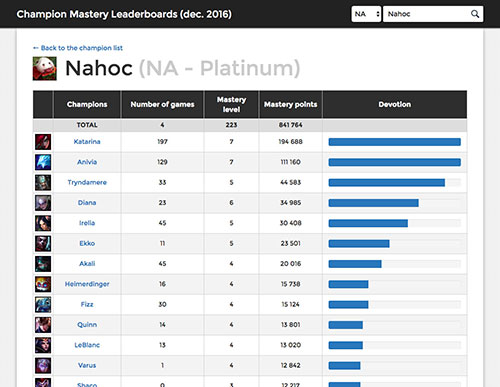 Champion Mastery Leaderboards (dec. 2016) NA Nahoc
← Back to the champion list
Nahoc (NA - Platinum)
Champions Number of games Mastery level Mastery points Devotion
TOTAL 4 223 841 764
Katarina 197 7 194 688
Anivia 129 7 111 160
Tryndamere 33 5 44 583
Diana 23 6 34 985
Irelia 45 5 30 408
Ekko 11 5 23 501
Akali 45 4 20 016
Heimerdinger 16 4 15 738
Fizz 30 4 15 124
Quinn 14 4 13 801
LeBlanc 13 4 13 020
Varus 1 4 12 842
Shaco 0 3 12 217